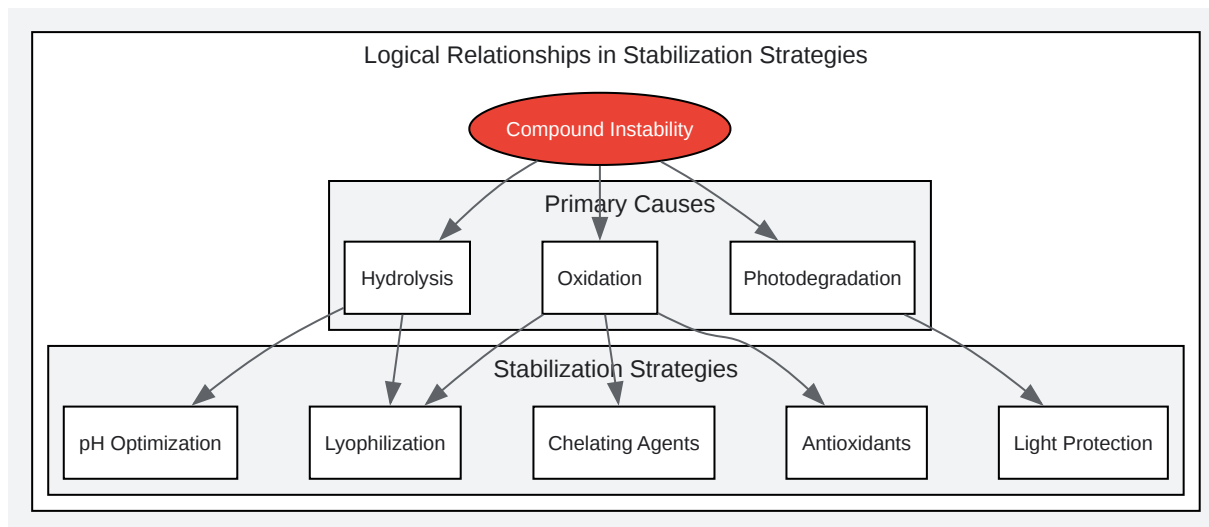 Logical Relationships in Stabilization Strategies
Compound Instability
Primary Causes
Hydrolysis
Oxidation
Photodegradation
Stabilization Strategies
pH Optimization
Lyophilization
Chelating Agents
Antioxidants
Light Protection